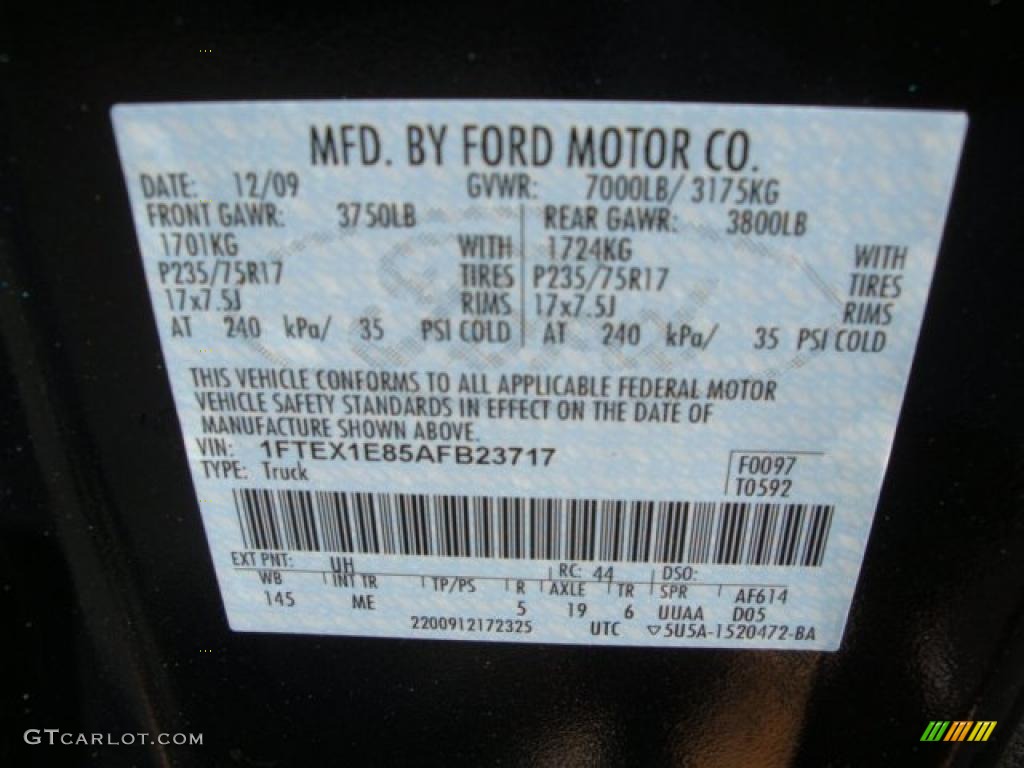 MFD. BY FORD MOTOR CO.
DATE: 12/09 GVWR: 7000LB/ 3175KG
FRONT GAWR: 3750LB REAR GAWR: 3800LB
1701KG WITH 1724KG WITH
P235/75R17 TIRES P235/75R17 TIRES
17x7.5J RIMS 17x7.5J RIMS
AT 240 kPa/ 35 PSI COLD AT 240 kPa/ 35 PSI COLD
THIS VEHICLE CONFORMS TO ALL APPLICABLE FEDERAL MOTOR
VEHICLE SAFETY STANDARDS IN EFFECT ON THE DATE OF
MANUFACTURE SHOWN ABOVE.
VIN: 1FTEX1E85AFB23717
TYPE: Truck
F0097
T0592
EXT PNT: UH RC: 44 DSO:
WB INT TR TP/PS R AXLE TR SPR AF614
145 ME 5 19 6 UUAA D05
2200912172325 UTC ▽5U5A-1520472-BA
GTCARLOT.COM